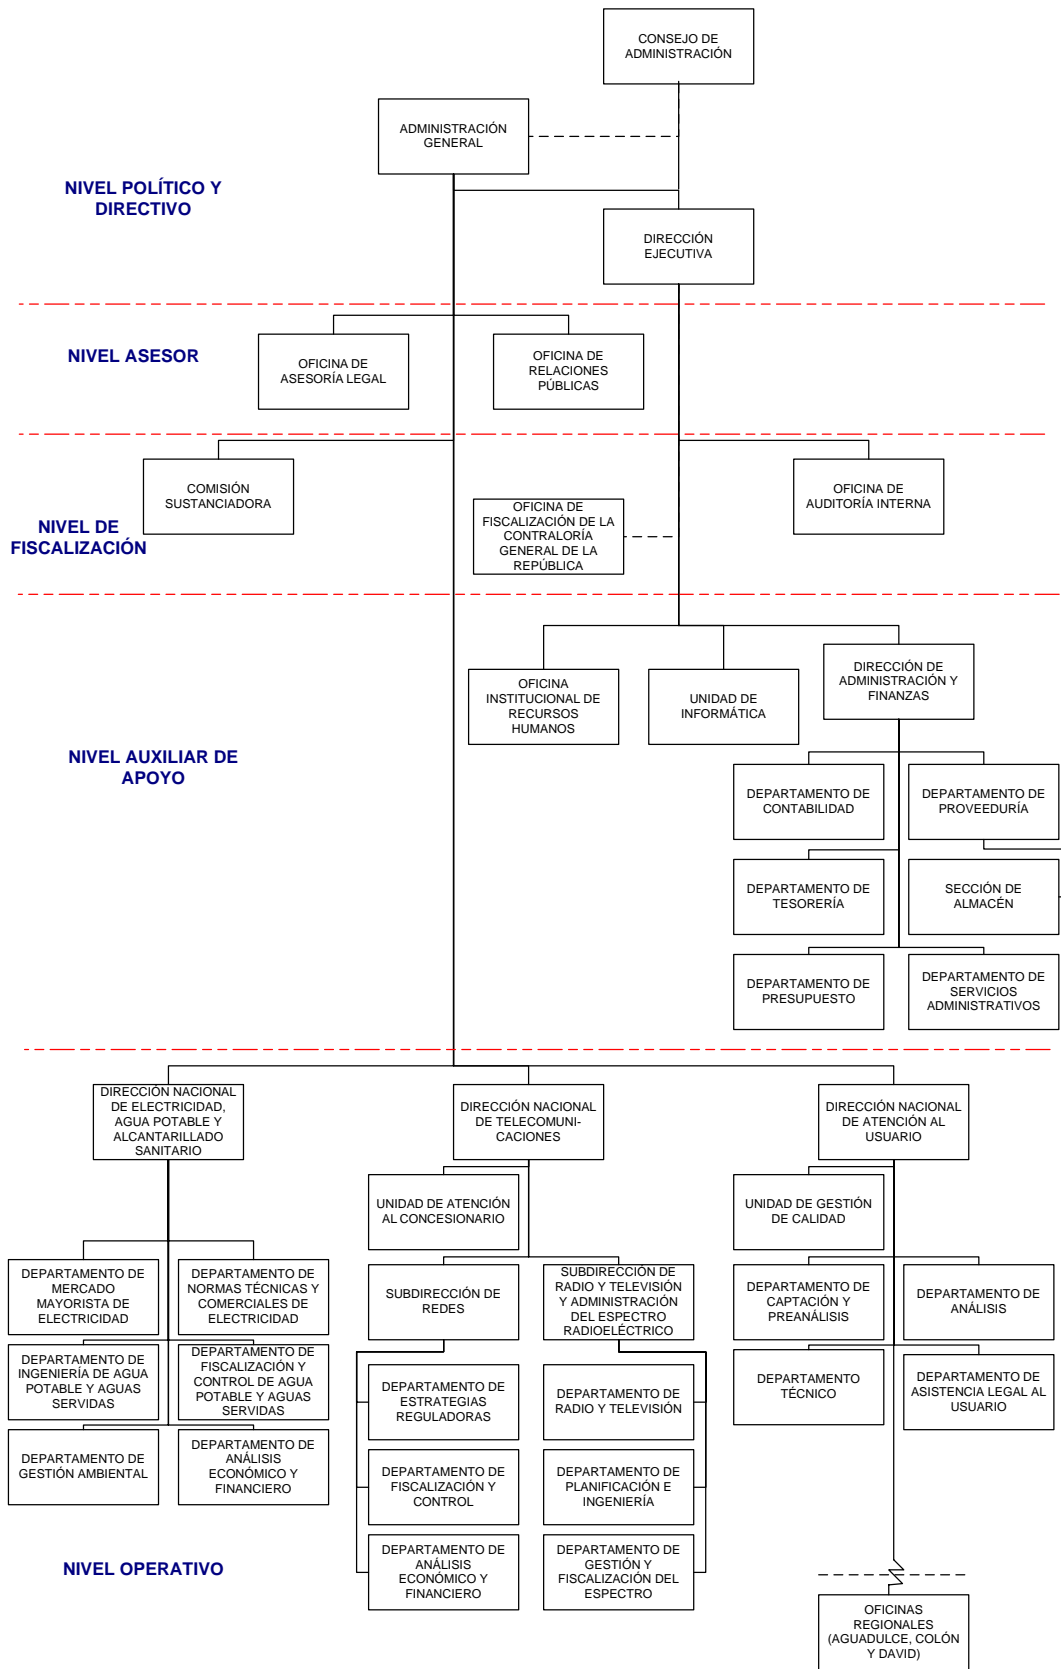 CONSEJO DE
ADMINISTRACIÓN
ADMINISTRACIÓN
GENERAL
NIVEL POLÍTICO Y
DIRECTIVO
DIRECCIÓN
EJECUTIVA
NIVEL ASESOR
OFICINA DE
ASESORÍA LEGAL
OFICINA DE
RELACIONES
PÚBLICAS
COMISIÓN
SUSTANCIADORA
OFICINA DE
AUDITORÍA INTERNA
NIVEL DE
FISCALIZACIÓN
OFICINA DE
FISCALIZACIÓN DE LA
CONTRALORÍA
GENERAL DE LA
REPÚBLICA
OFICINA
INSTITUCIONAL DE
RECURSOS
HUMANOS
UNIDAD DE
INFORMÁTICA
DIRECCIÓN DE
ADMINISTRACIÓN Y
FINANZAS
NIVEL AUXILIAR DE
APOYO
DEPARTAMENTO DE
CONTABILIDAD
DEPARTAMENTO DE
PROVEEDURÍA
DEPARTAMENTO DE
TESORERÍA
SECCIÓN DE
ALMACÉN
DEPARTAMENTO DE
PRESUPUESTO
DEPARTAMENTO DE
SERVICIOS
ADMINISTRATIVOS
DIRECCIÓN NACIONAL
DE ELECTRICIDAD,
AGUA POTABLE Y
ALCANTARILLADO
SANITARIO
DIRECCIÓN NACIONAL
DE TELECOMUNI-
CACIONES
DIRECCIÓN NACIONAL
DE ATENCIÓN AL
USUARIO
UNIDAD DE ATENCIÓN
AL CONCESIONARIO
UNIDAD DE GESTIÓN
DE CALIDAD
DEPARTAMENTO DE
MERCADO
MAYORISTA DE
ELECTRICIDAD
DEPARTAMENTO DE
NORMAS TÉCNICAS Y
COMERCIALES DE
ELECTRICIDAD
SUBDIRECCIÓN DE
REDES
SUBDIRECCIÓN DE
RADIO Y TELEVISIÓN
Y ADMINISTRACIÓN
DEL ESPECTRO
RADIOELÉCTRICO
DEPARTAMENTO DE
CAPTACIÓN Y
PREANÁLISIS
DEPARTAMENTO DE
ANÁLISIS
DEPARTAMENTO DE
INGENIERÍA DE AGUA
POTABLE Y AGUAS
SERVIDAS
DEPARTAMENTO DE
FISCALIZACIÓN Y
CONTROL DE AGUA
POTABLE Y AGUAS
SERVIDAS
DEPARTAMENTO DE
ESTRATEGIAS
REGULADORAS
DEPARTAMENTO DE
RADIO Y TELEVISIÓN
DEPARTAMENTO
TÉCNICO
DEPARTAMENTO DE
ASISTENCIA LEGAL AL
USUARIO
DEPARTAMENTO DE
GESTIÓN AMBIENTAL
DEPARTAMENTO DE
ANÁLISIS
ECONÓMICO Y
FINANCIERO
DEPARTAMENTO DE
FISCALIZACIÓN Y
CONTROL
DEPARTAMENTO DE
PLANIFICACIÓN E
INGENIERÍA
NIVEL OPERATIVO
DEPARTAMENTO DE
ANÁLISIS
ECONÓMICO Y
FINANCIERO
DEPARTAMENTO DE
GESTIÓN Y
FISCALIZACIÓN DEL
ESPECTRO
OFICINAS
REGIONALES
(AGUADULCE, COLÓN
Y DAVID)